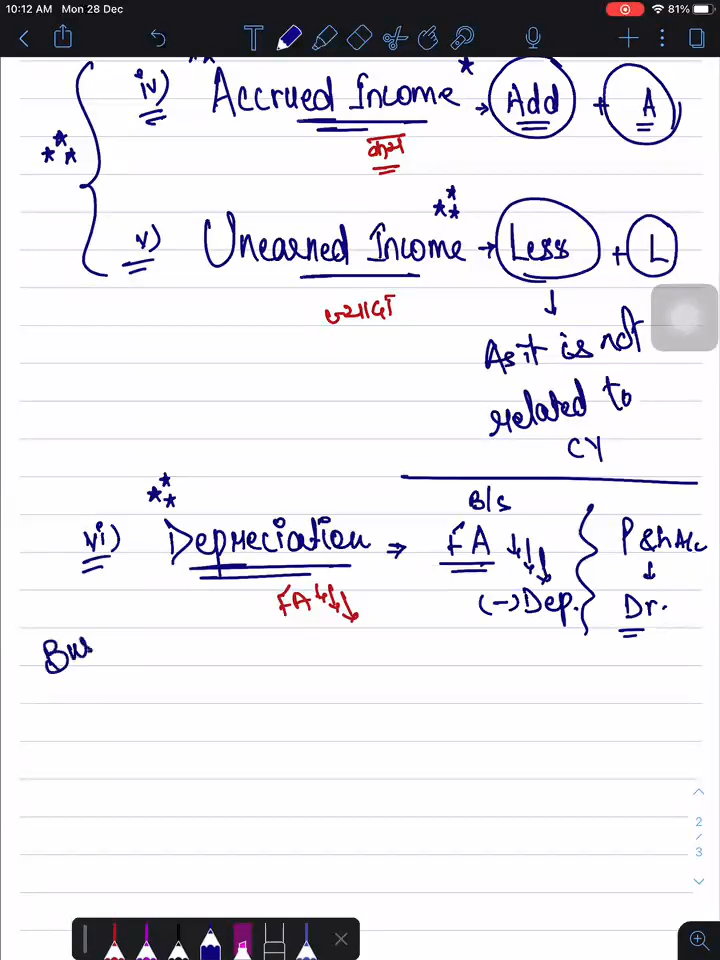 10:12 AM Mon 28 Dec 81%
iv) Accrued Income → Add + A
v) Unearned Income → Less + L
ज्यादा
As it is not
related to
CY
B/S
vi) Depreciation ⇒ FA ↓↓↓ P & L A/c
FA ↓↓↓ (-) Dep. Dr.
Bus
2
3